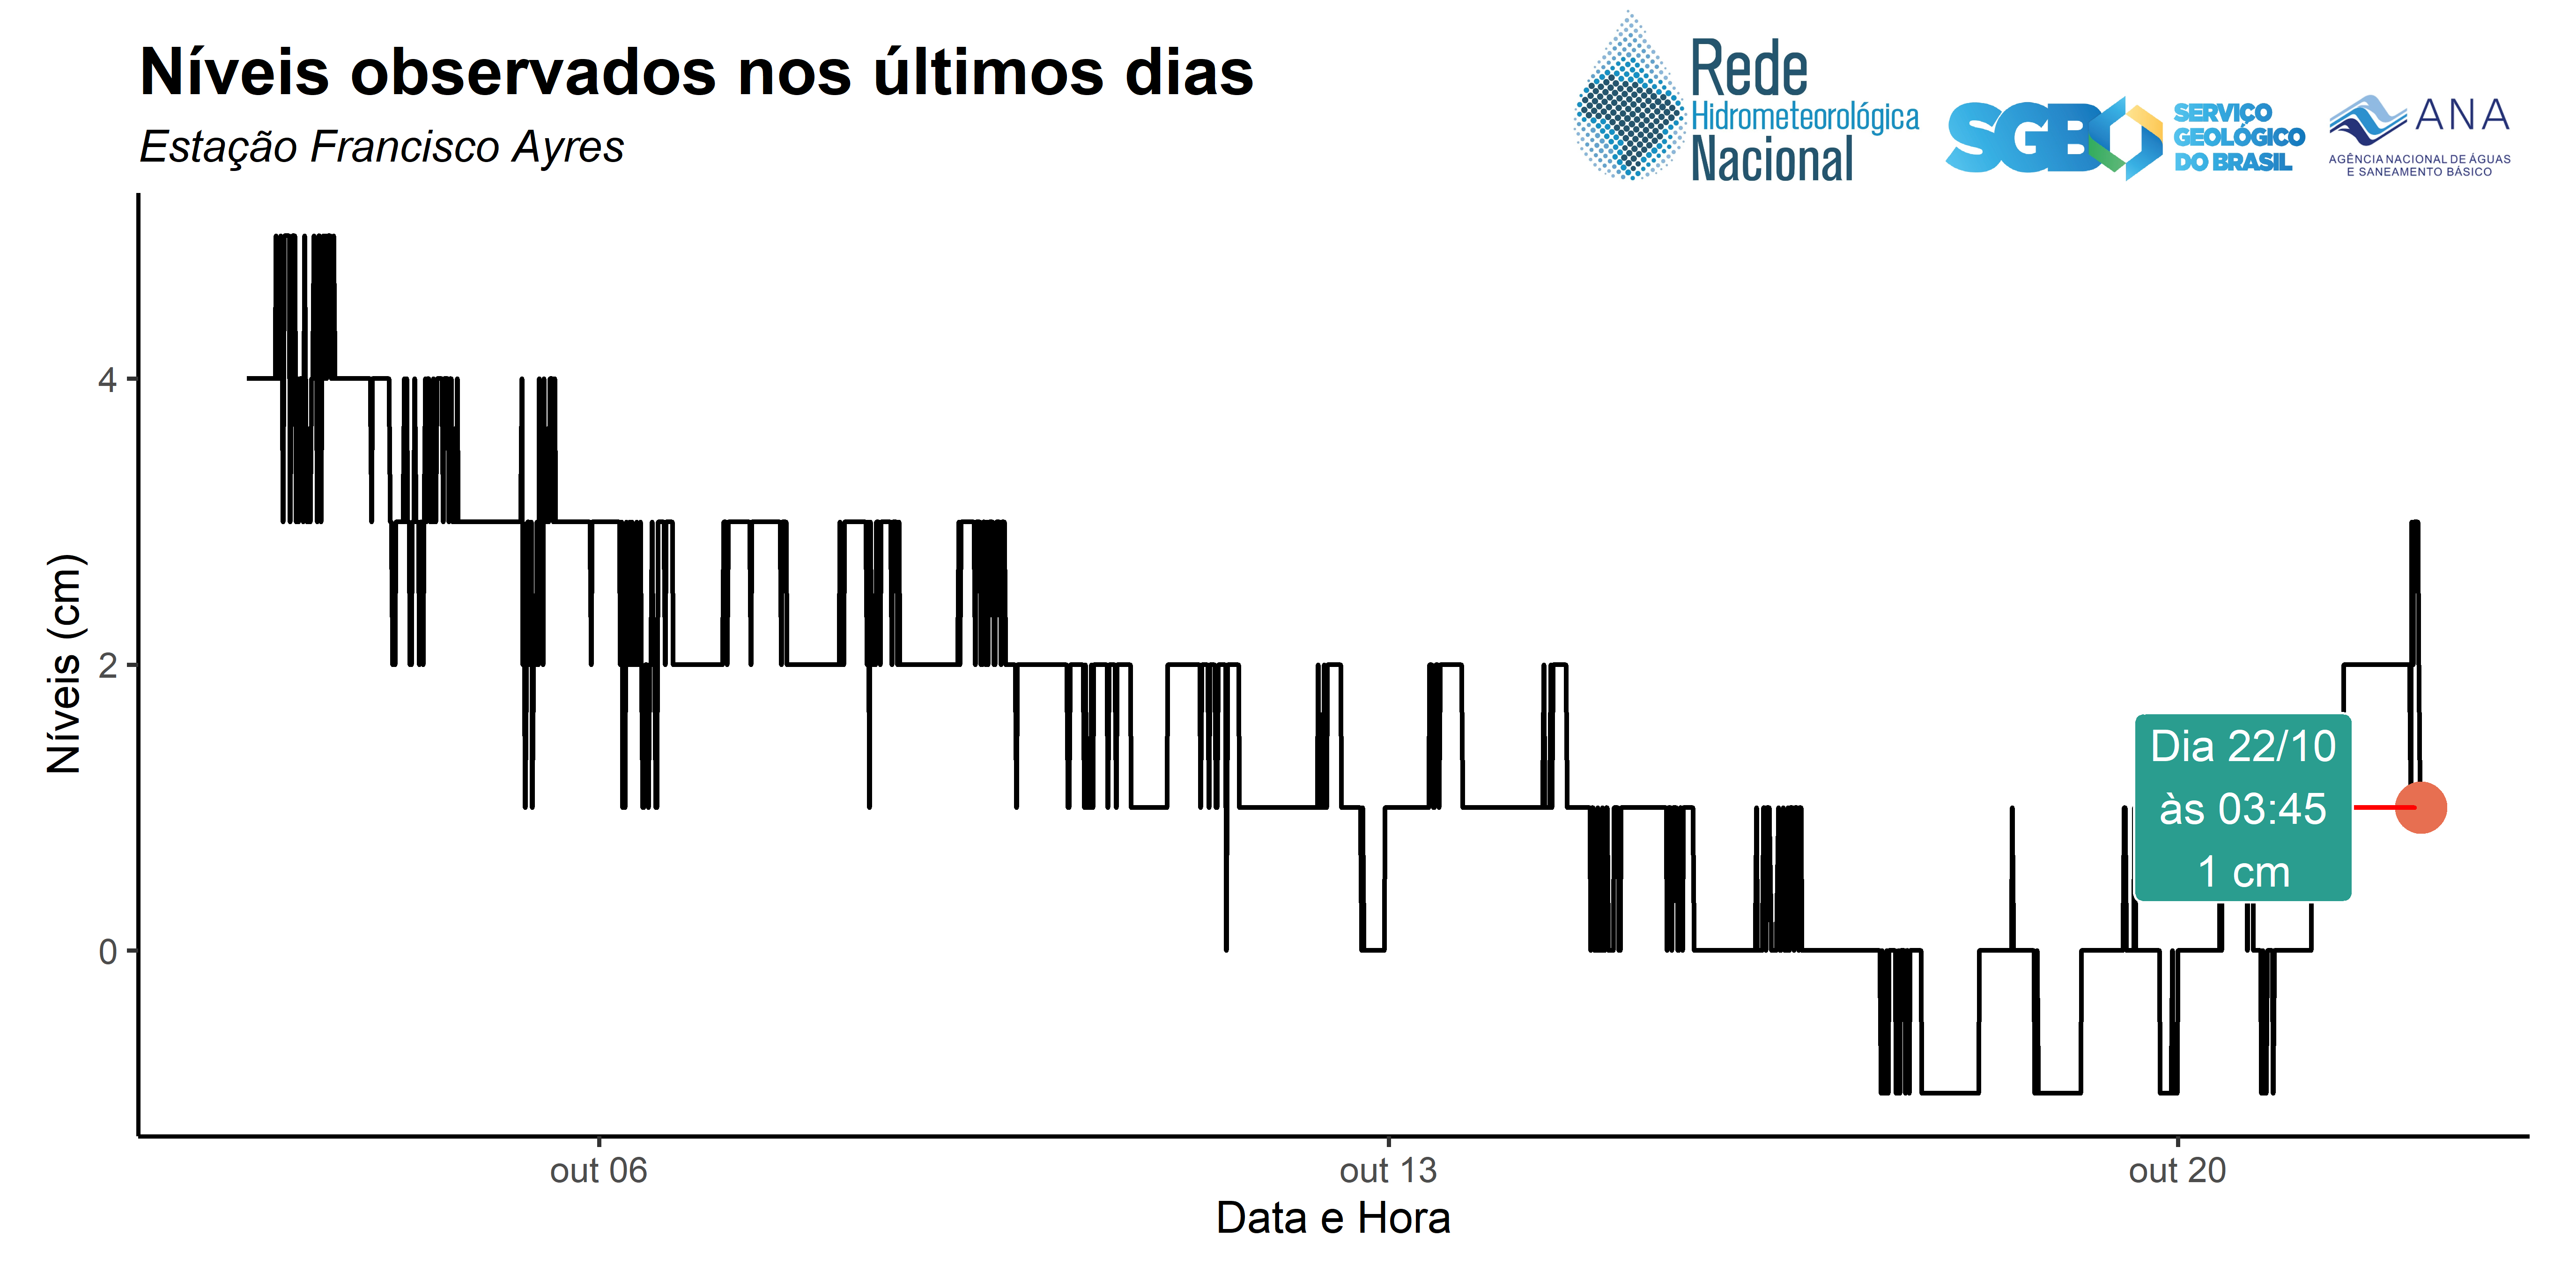 Níveis observados nos últimos dias
Estação Francisco Ayres
Rede
Hidrometeorológica
Nacional
SGB
SERVIÇO
GEOLÓGICO
DO BRASIL
ANA
AGÊNCIA NACIONAL DE ÁGUAS
E SANEAMENTO BÁSICO
Níveis (cm)
4
2
0
Dia 22/10
às 03:45
1 cm
out 06
out 13
out 20
Data e Hora